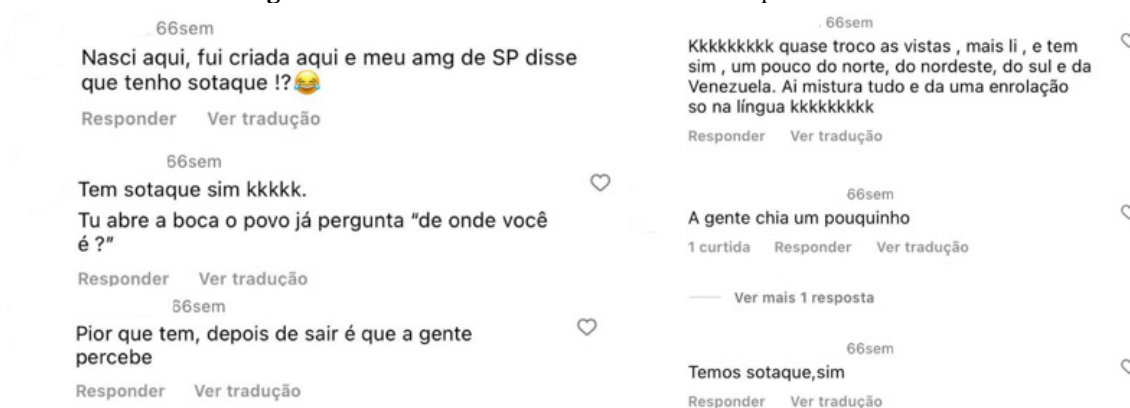 66sem
Nasci aqui, fui criada aqui e meu amg de SP disse
que tenho sotaque !?😂
Responder Ver tradução
66sem
Tem sotaque sim kkkkk.
Tu abre a boca o povo já pergunta “de onde você
é ?”
Responder Ver tradução
66sem
Pior que tem, depois de sair é que a gente
percebe
Responder Ver tradução
66sem
Kkkkkkkkk quase troco as vistas , mais li , e tem
sim , um pouco do norte, do nordeste, do sul e da
Venezuela. Ai mistura tudo e da uma enrolação
so na língua kkkkkkkkk
Responder Ver tradução
66sem
A gente chia um pouquinho
1 curtida Responder Ver tradução
Ver mais 1 resposta
66sem
Temos sotaque,sim
Responder Ver tradução